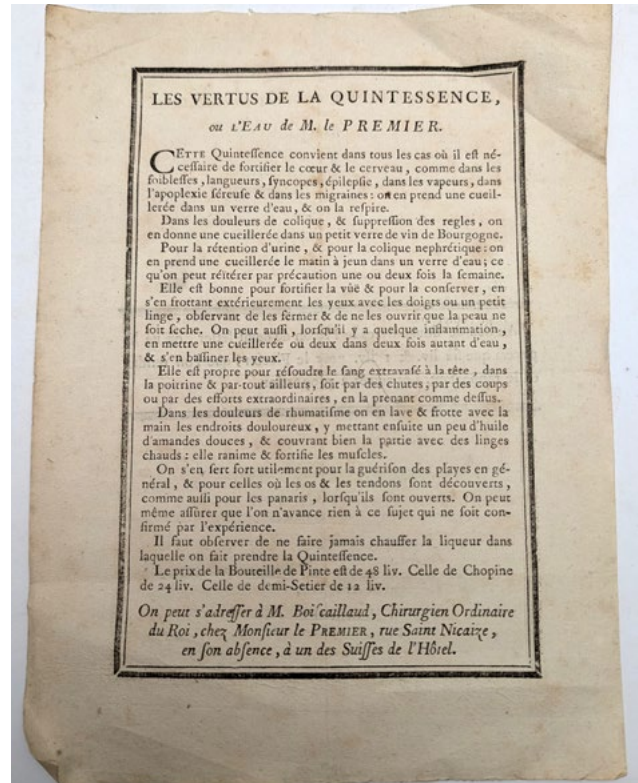 LES VERTUS DE LA QUINTESSENCE,
ou L'EAU de M. le PREMIER.
CETTE Quinteſſence convient dans tous les cas où il eſt né-
ceſſaire de fortifier le cœur & le cerveau, comme dans les
foibleſſes, langueurs, ſyncopes, épilepſie, dans les vapeurs, dans
l'apoplexie ſéreuſe & dans les migraines : on en prend une cueil-
lerée dans un verre d'eau, & on la reſpire.
Dans les douleurs de colique, & ſuppreſſion des regles, on
en donne une cueillerée dans un petit verre de vin de Bourgogne.
Pour la rétention d'urine, & pour la colique nephrétique : on
en prend une cueillerée le matin à jeun dans un verre d'eau ; ce
qu'on peut réitérer par précaution une ou deux fois la ſemaine.
Elle eſt bonne pour fortifier la vûë & pour la conſerver, en
s'en frottant extérieurement les yeux avec les doigts ou un petit
linge, obſervant de les fermer & de ne les ouvrir que la peau ne
ſoit ſeche. On peut auſſi, lorſqu'il y a quelque inflammation,
en mettre une cueillerée ou deux dans deux fois autant d'eau,
& s'en baſſiner les yeux.
Elle eſt propre pour réſoudre le ſang extravaſé à la tête, dans
la poitrine & par-tout ailleurs, ſoit par des chutes, par des coups
ou par des efforts extraordinaires, en la prenant comme deſſus.
Dans les douleurs de rhumatiſme on en lave & frotte avec la
main les endroits douloureux, y mettant enſuite un peu d'huile
d'amandes douces, & couvrant bien la partie avec des linges
chauds : elle ranime & fortifie les muſcles.
On s'en ſert fort utilement pour la guériſon des playes en gé-
néral, & pour celles où les os & les tendons ſont découverts,
comme auſſi pour les panaris, lorſqu'ils ſont ouverts. On peut
même aſſûrer que l'on n'avance rien à ce ſujet qui ne ſoit con-
firmé par l'expérience.
Il faut obſerver de ne faire jamais chauffer la liqueur dans
laquelle on fait prendre la Quinteſſence.
Le prix de la Bouteille de Pinte eſt de 48 liv. Celle de Chopine
de 24 liv. Celle de demi-Setier de 12 liv.
On peut s'adreſſer à M. Boiſcaillaud, Chirurgien Ordinaire
du Roi, chez Monſieur le PREMIER, rue Saint Nicaize,
en ſon abſence, à un des Suiſſes de l'Hôtel.